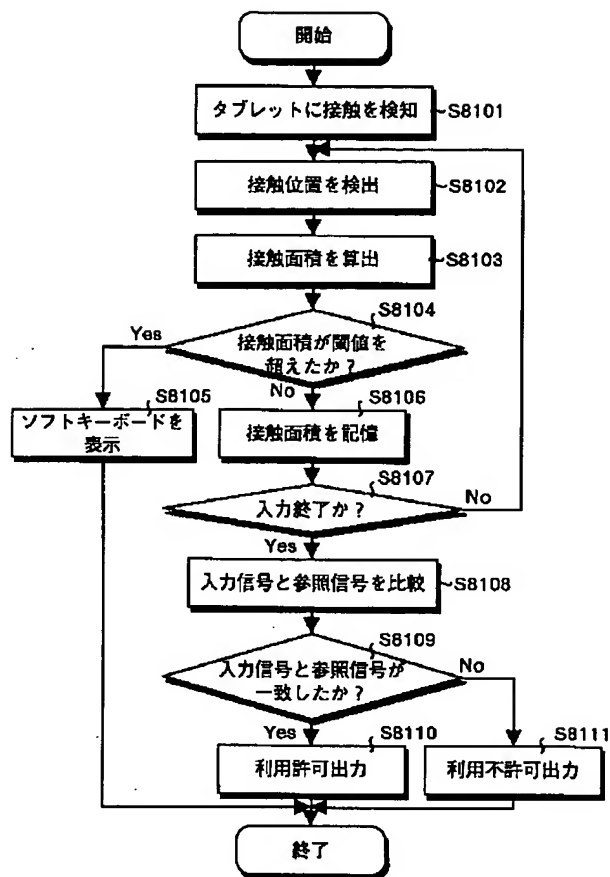 開始
タブレットに接触を検知
S8101
接触位置を検出
S8102
接触面積を算出
S8103
S8104
接触面積が閾値を
超えたか？
Yes
No
S8105
ソフトキーボードを
表示
S8106
接触面積を記憶
S8107
入力終了か？
No
Yes
入力信号と参照信号を比較
S8108
S8109
入力信号と参照信号が
一致したか？
No
Yes
S8110
利用許可出力
S8111
利用不許可出力
終了